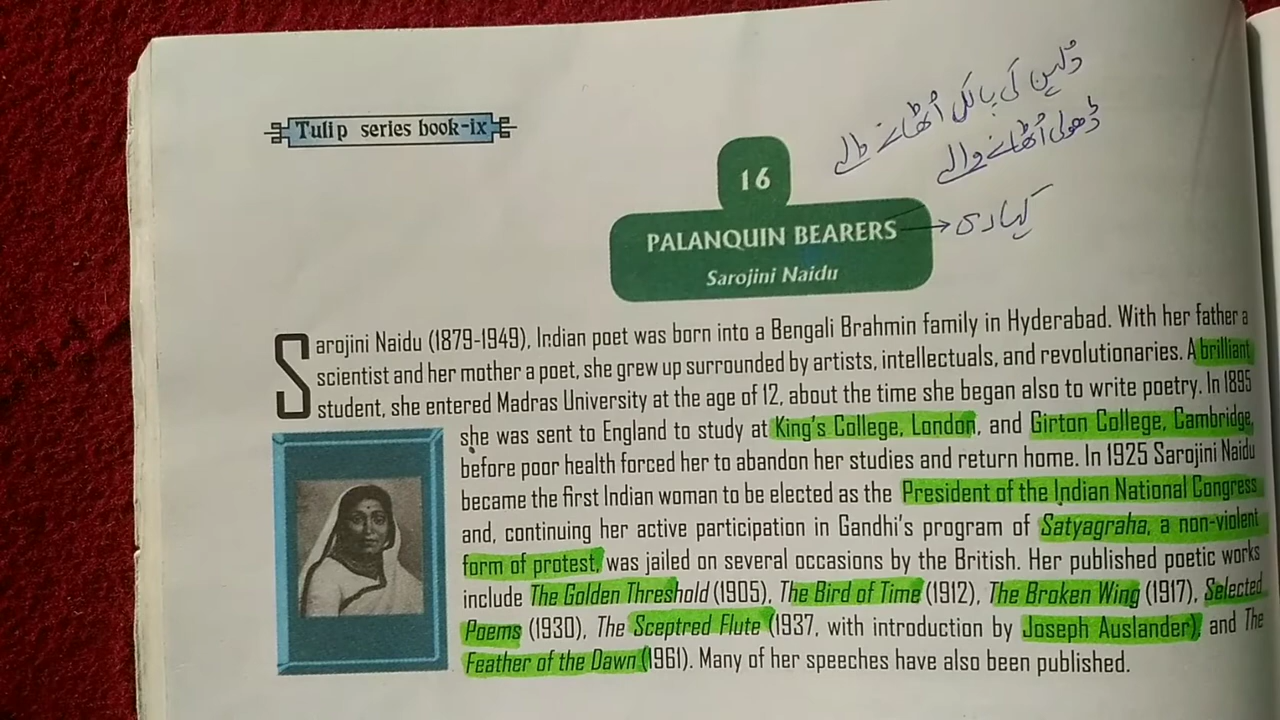 Tulip series book-ix
دُلہن کی پالکی اُٹھانے والے
ڈھولی اُٹھانے والے
16
PALANQUIN BEARERS
کہاری
Sarojini Naidu
Sarojini Naidu (1879-1949), Indian poet was born into a Bengali Brahmin family in Hyderabad. With her father a
scientist and her mother a poet, she grew up surrounded by artists, intellectuals, and revolutionaries. A brilliant
student, she entered Madras University at the age of 12, about the time she began also to write poetry. In 1895
she was sent to England to study at King's College, London, and Girton College, Cambridge,
before poor health forced her to abandon her studies and return home. In 1925 Sarojini Naidu
became the first Indian woman to be elected as the President of the Indian National Congress
and, continuing her active participation in Gandhi's program of Satyagraha, a non-violent
form of protest, was jailed on several occasions by the British. Her published poetic works
include The Golden Threshold (1905), The Bird of Time (1912), The Broken Wing (1917), Selected
Poems (1930), The Sceptred Flute (1937, with introduction by Joseph Auslander), and The
Feather of the Dawn (1961). Many of her speeches have also been published.